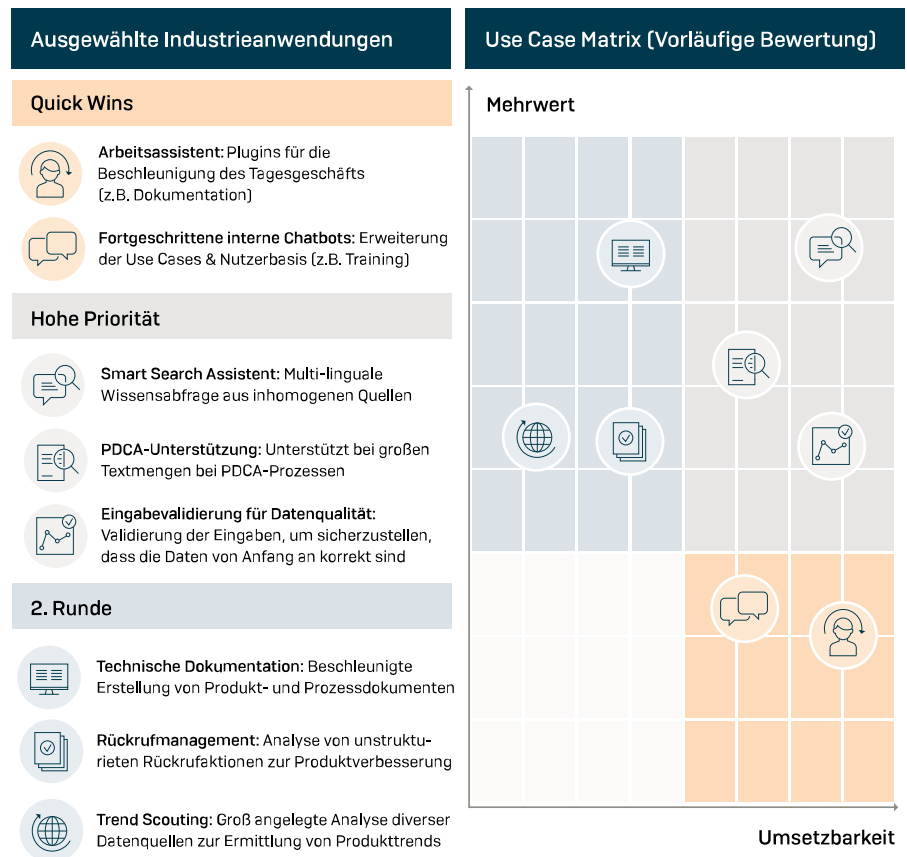 Ausgewählte Industrieanwendungen
Quick Wins
Arbeitsassistent: Plugins für die
Beschleunigung des Tagesgeschäfts
(z.B. Dokumentation)
Fortgeschrittene interne Chatbots: Erweiterung
der Use Cases & Nutzerbasis (z.B. Training)
Hohe Priorität
Smart Search Assistent: Multi-linguale
Wissensabfrage aus inhomogenen Quellen
PDCA-Unterstützung: Unterstützt bei großen
Textmengen bei PDCA-Prozessen
Eingabevalidierung für Datenqualität:
Validierung der Eingaben, um sicherzustellen,
dass die Daten von Anfang an korrekt sind
2. Runde
Technische Dokumentation: Beschleunigte
Erstellung von Produkt- und Prozessdokumenten
Rückrufmanagement: Analyse von unstruktu-
rieten Rückrufaktionen zur Produktverbesserung
Trend Scouting: Groß angelegte Analyse diverser
Datenquellen zur Ermittlung von Produkttrends
Use Case Matrix (Vorläufige Bewertung)
Mehrwert
Umsetzbarkeit